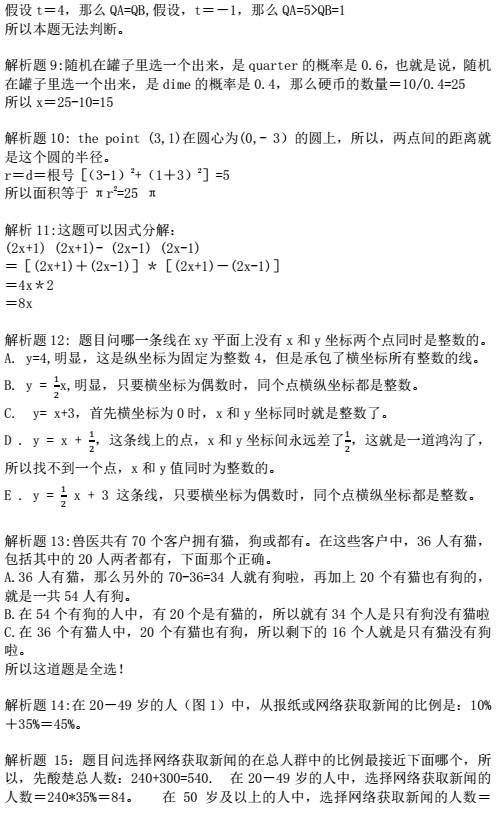 假设 t＝4，那么 QA=QB,假设，t＝－1，那么 QA=5>QB=1
所以本题无法判断。
解析题 9:随机在罐子里选一个出来，是 quarter 的概率是 0.6，也就是说，随机
在罐子里选一个出来，是 dime 的概率是 0.4，那么硬币的数量＝10/0.4=25
所以 x＝25-10=15
解析题 10: the point (3,1)在圆心为(0,- 3）的圆上，所以，两点间的距离就
是这个圆的半径。
r＝d＝根号［（3-1）²+（1＋3）²］=5
所以面积等于 πr²=25 π
解析 11:这题可以因式分解：
(2x+1) (2x+1)- (2x-1) (2x-1)
＝［(2x+1)＋(2x-1)］＊［(2x+1)－(2x-1)］
＝4x＊2
＝8x
解析题 12: 题目问哪一条线在 xy 平面上没有 x 和 y 坐标两个点同时是整数的。
A. y=4,明显，这是纵坐标为固定为整数 4，但是承包了横坐标所有整数的线。
B. y = 1/2x,明显，只要横坐标为偶数时，同个点横纵坐标都是整数。
C. y= x+3，首先横坐标为 0 时，x 和 y 坐标同时就是整数了。
D . y = x + 1/2，这条线上的点，x 和 y 坐标间永远差了1/2，这就是一道鸿沟了，
所以找不到一个点，x 和 y 值同时为整数的。
E . y = 1/2 x + 3 这条线，只要横坐标为偶数时，同个点横纵坐标都是整数。
解析题 13:兽医共有 70 个客户拥有猫，狗或都有。在这些客户中，36 人有猫，
包括其中的 20 人两者都有，下面那个正确。
A.36 人有猫，那么另外的 70-36=34 人就有狗啦，再加上 20 个有猫也有狗的，
就是一共 54 人有狗。
B.在 54 个有狗的人中，有 20 个是有猫的，所以就有 34 个人是只有狗没有猫啦
C.在 36 个有猫人中，20 个有猫也有狗，所以剩下的 16 个人就是只有猫没有狗
啦。
所以这道题是全选！
解析题 14:在 20－49 岁的人（图 1）中，从报纸或网络获取新闻的比例是：10%
＋35%＝45%。
解析题 15：题目问选择网络获取新闻的在总人群中的比例最接近下面哪个，所
以，先酸楚总人数：240+300=540. 在 20－49 岁的人中，选择网络获取新闻的
人数＝240*35%＝84。 在 50 岁及以上的人中，选择网络获取新闻的人数＝